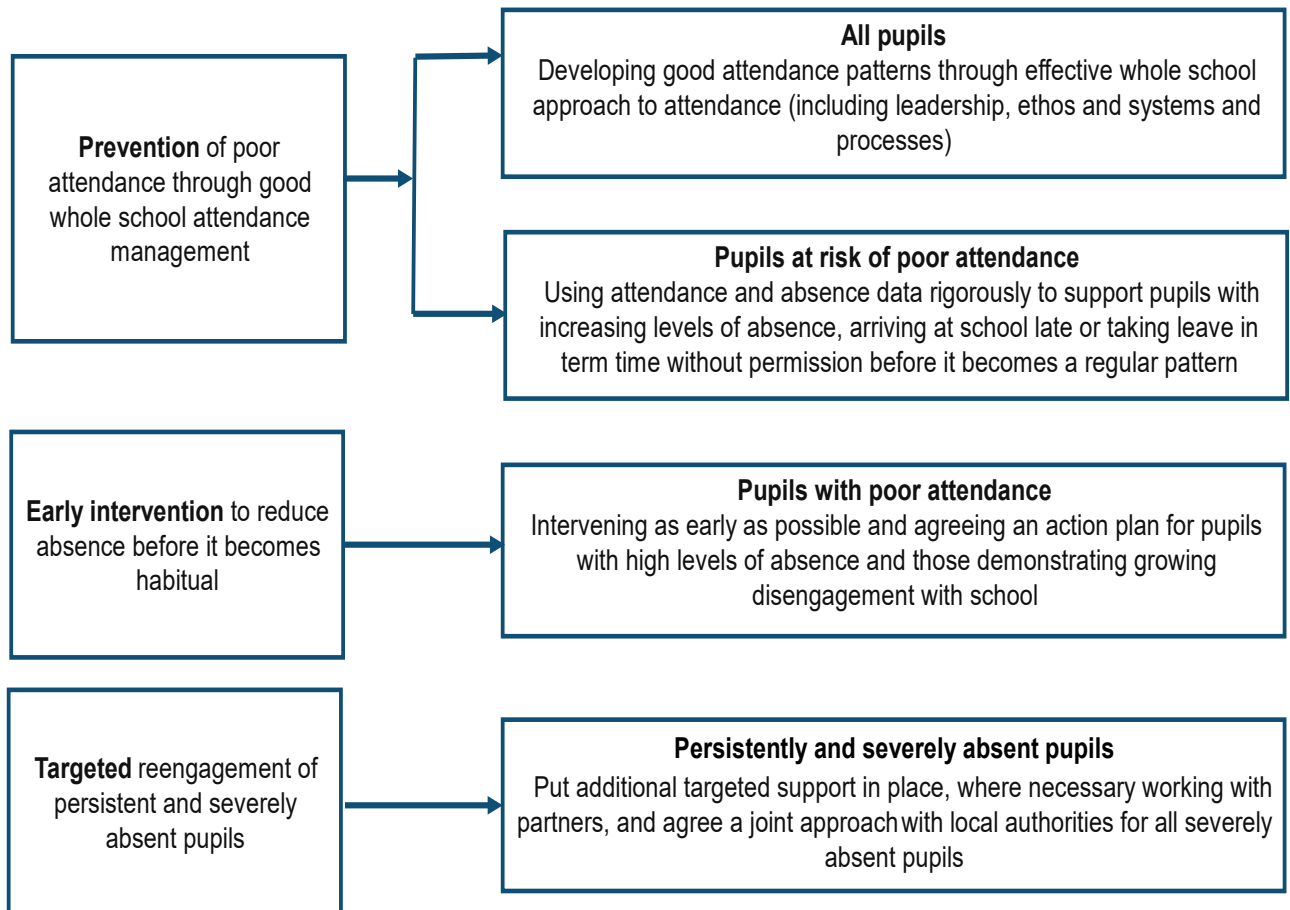 Prevention of poor
attendance through good
whole school attendance
management
All pupils
Developing good attendance patterns through effective whole school
approach to attendance (including leadership, ethos and systems and
processes)
Pupils at risk of poor attendance
Using attendance and absence data rigorously to support pupils with
increasing levels of absence, arriving at school late or taking leave in
term time without permission before it becomes a regular pattern
Early intervention to reduce
absence before it becomes
habitual
Pupils with poor attendance
Intervening as early as possible and agreeing an action plan for pupils
with high levels of absence and those demonstrating growing
disengagement with school
Targeted reengagement of
persistent and severely
absent pupils
Persistently and severely absent pupils
Put additional targeted support in place, where necessary working with
partners, and agree a joint approach with local authorities for all severely
absent pupils